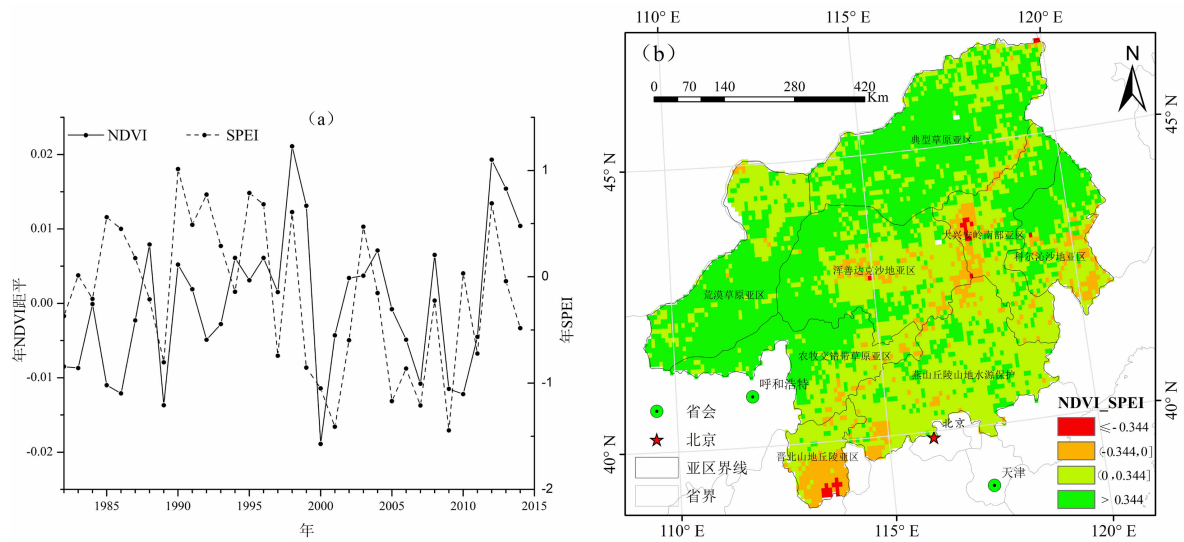 (a)
NDVI
SPEI
0.02
0.01
0.00
-0.01
-0.02
年NDVI距平
1
0
-1
-2
年SPEI
1985
1990
1995
2000
2005
2010
2015
年
110° E
115° E
120° E
(b)
N
0
70
140
280
420
Km
45° N
45° N
典型草原亚区
大兴安岭南部亚区
科尔沁沙地亚区
浑善达克沙地亚区
荒漠草原亚区
农牧交错带草原亚区
燕山丘陵山地水源保护
呼和浩特
北京
晋北山地丘陵亚区
天津
40° N
40° N
省会
北京
亚区界线
省界
NDVI_SPEI
≤-0.344
(-0.344,0]
(0,0.344]
>0.344
110° E
115° E
120° E